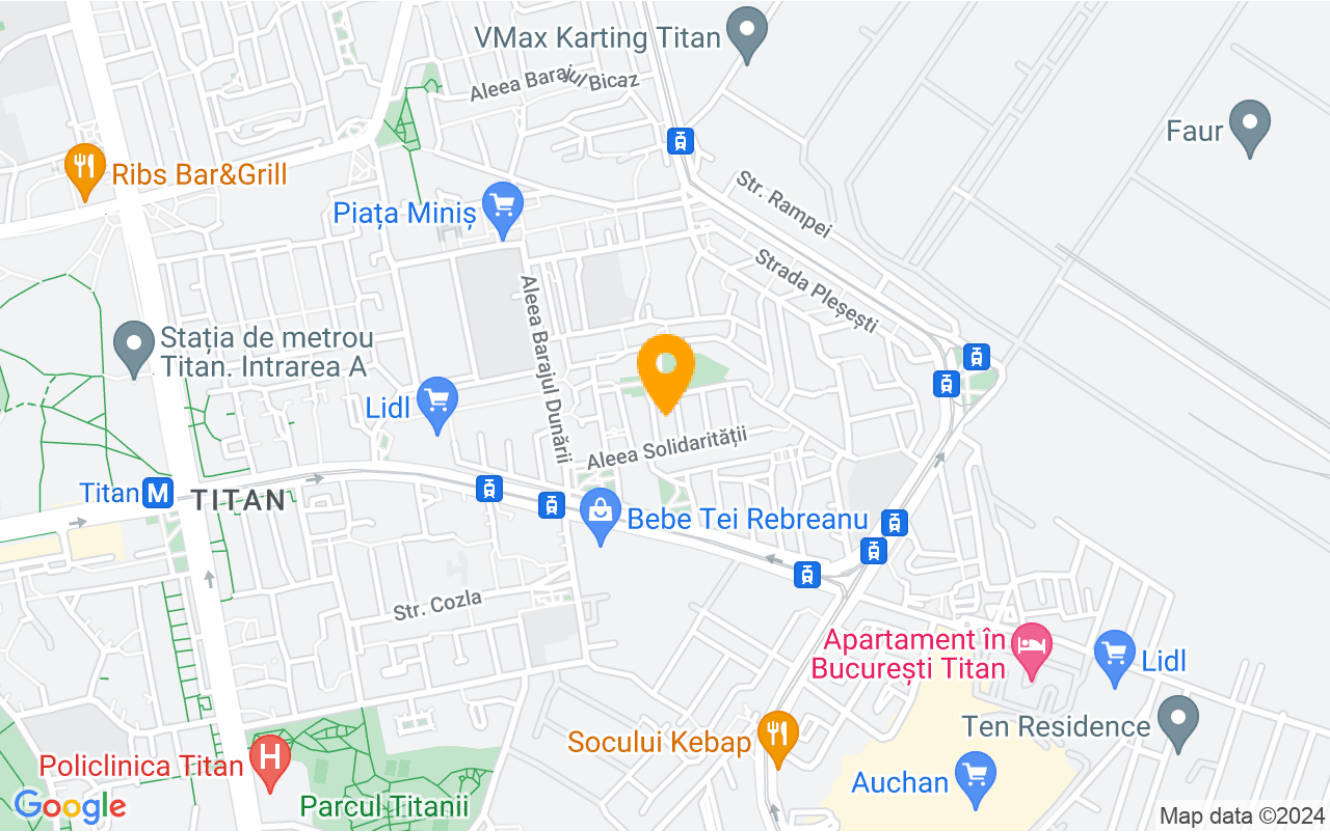 VMax Karting Titan
Aleea Barajul Bicaz
Faur
Ribs Bar&Grill
Str. Rampei
Piața Miniș
Strada Pleșești
Aleea Barajul Dunării
Stația de metrou
Titan. Intrarea A
Lidl
Aleea Solidarității
Titan M
TITAN
Bebe Tei Rebreanu
Str. Cozla
Apartament în
București Titan
Lidl
Ten Residence
Socului Kebap
Policlinica Titan
H
Auchan
Parcul Titanii
Google
Map data ©2024